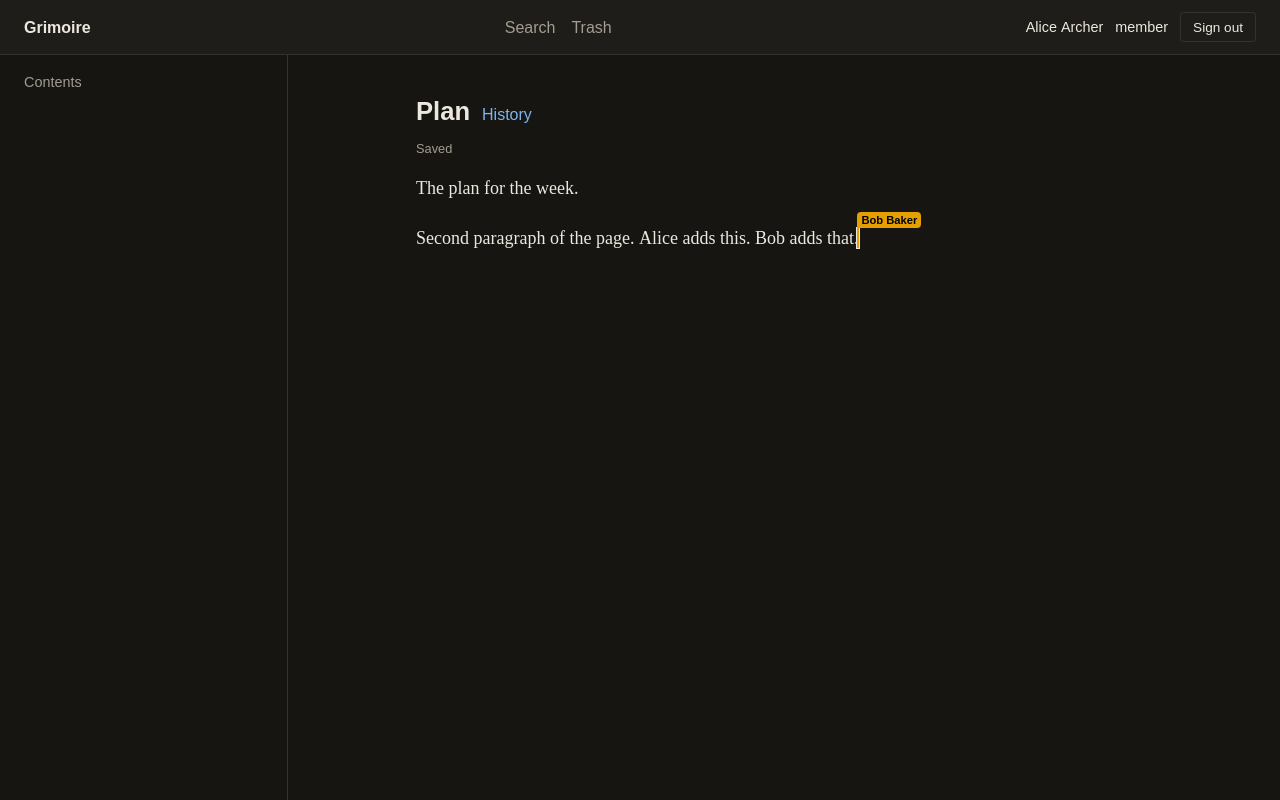 Grimoire
Search Trash
Alice Archer member Sign out
Contents
Plan History
Saved
The plan for the week.
Bob Baker
Second paragraph of the page. Alice adds this. Bob adds that.